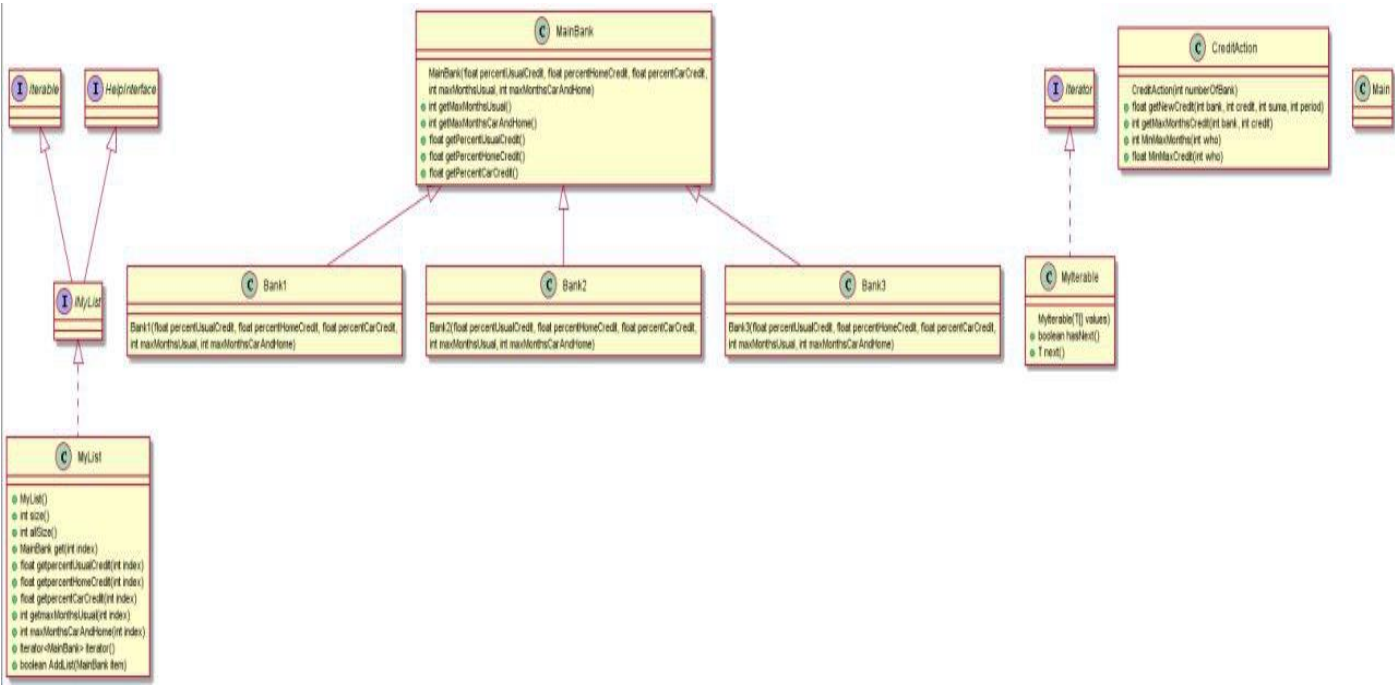 C MainBank
MainBank(float percentUsualCredit, float percentHomeCredit, float percentCarCredit,
int maxMonthsUsual, int maxMonthsCarAndHome)
int getMaxMonthsUsual()
int getMaxMonthsCarAndHome()
float getPercentUsualCredit()
float getPercentHomeCredit()
float getPercentCarCredit()
I Iterable
I HelpInterface
I Iterator
C CreditAction
CreditAction(int numberOfBank)
float getNewCredit(int bank, int credit, int suma, int period)
int getMaxMonthsCredit(int bank, int credit)
int MinMaxMonths(int who)
float MinMaxCredit(int who)
C Main
I IMyList
C Bank1
Bank1(float percentUsualCredit, float percentHomeCredit, float percentCarCredit,
int maxMonthsUsual, int maxMonthsCarAndHome)
C Bank2
Bank2(float percentUsualCredit, float percentHomeCredit, float percentCarCredit,
int maxMonthsUsual, int maxMonthsCarAndHome)
C Bank3
Bank3(float percentUsualCredit, float percentHomeCredit, float percentCarCredit,
int maxMonthsUsual, int maxMonthsCarAndHome)
C MyIterable
MyIterable(T[] values)
boolean hasNext()
T next()
C MyList
MyList()
int size()
int allSize()
MainBank get(int index)
float getpercentUsualCredit(int index)
float getpercentHomeCredit(int index)
float getpercentCarCredit(int index)
int getmaxMonthsUsual(int index)
int maxMonthsCarAndHome(int index)
Iterator<MainBank> iterator()
boolean AddList(MainBank item)